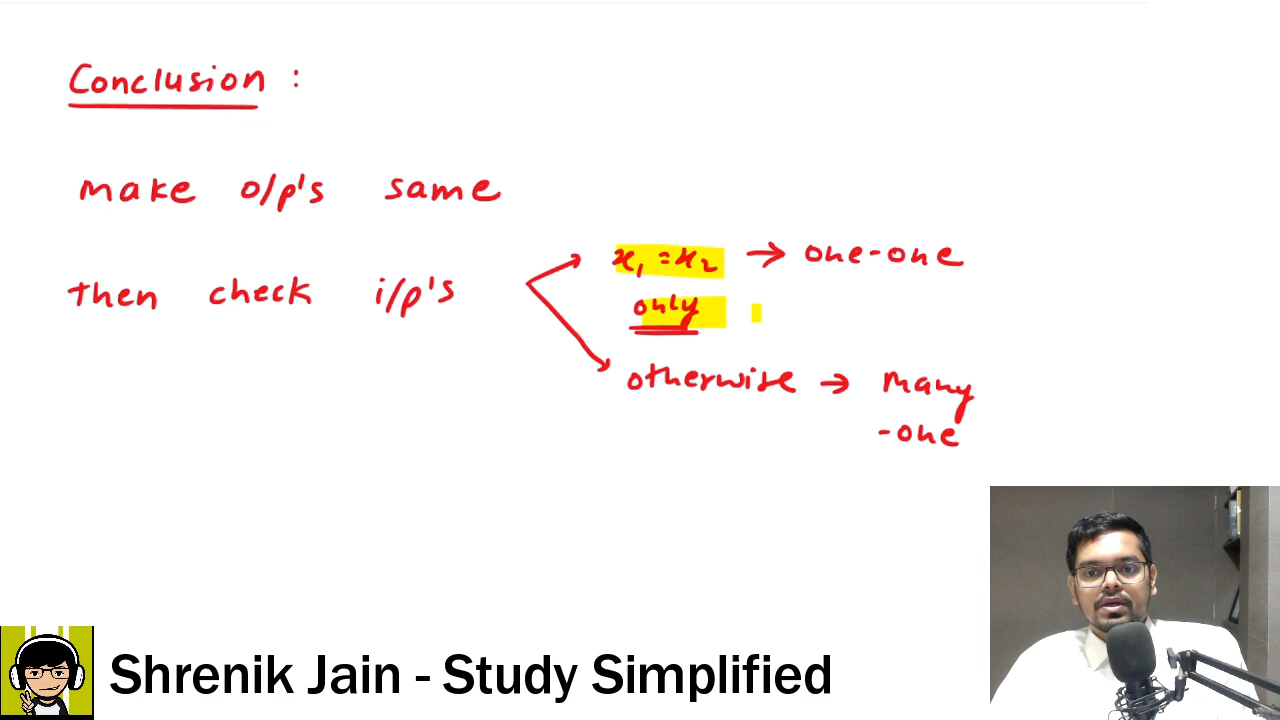 Conclusion :
make o/p's same
then check i/p's
x₁ = x₂ → one-one
only
otherwise → many
-one
Shrenik Jain - Study Simplified